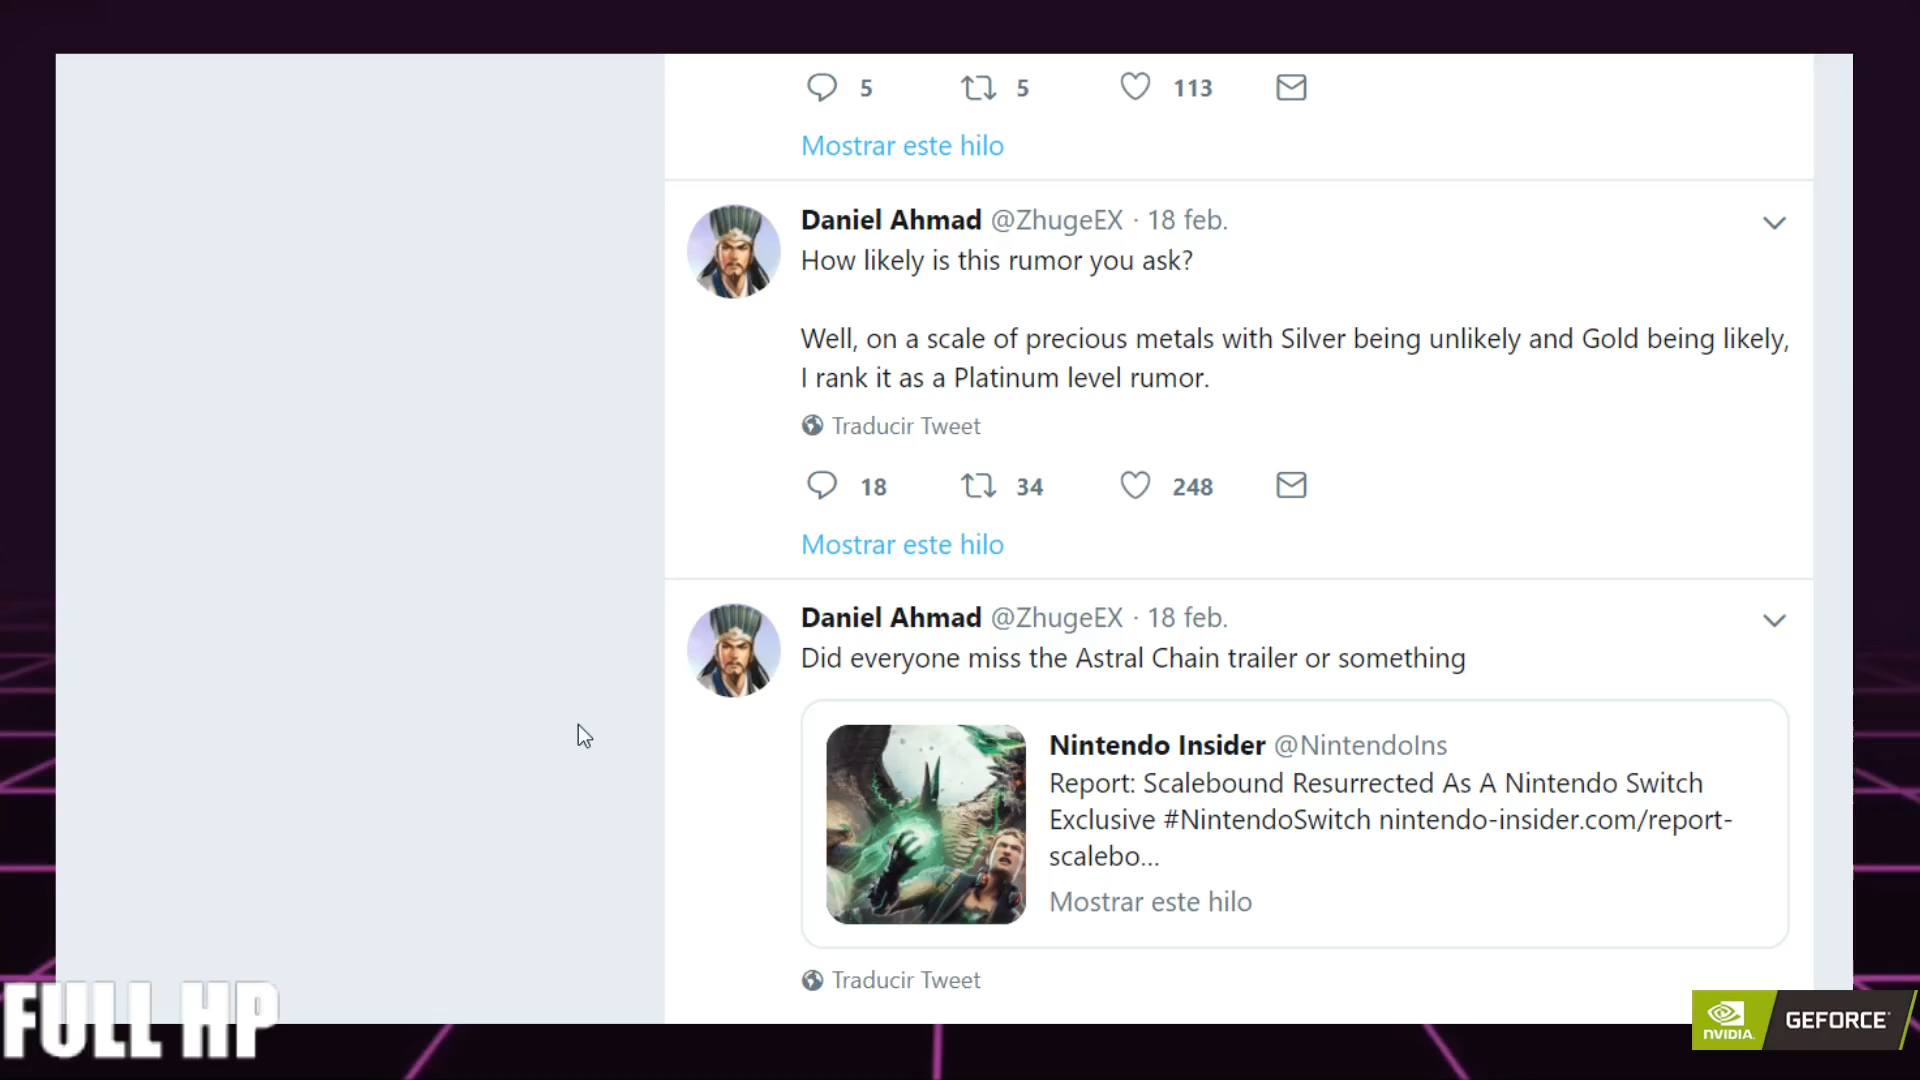 5 5 113
Mostrar este hilo
Daniel Ahmad @ZhugeEX · 18 feb.
How likely is this rumor you ask?
Well, on a scale of precious metals with Silver being unlikely and Gold being likely,
I rank it as a Platinum level rumor.
Traducir Tweet
18 34 248
Mostrar este hilo
Daniel Ahmad @ZhugeEX · 18 feb.
Did everyone miss the Astral Chain trailer or something
Nintendo Insider @NintendoIns
Report: Scalebound Resurrected As A Nintendo Switch
Exclusive #NintendoSwitch nintendo-insider.com/report-
scalebo...
Mostrar este hilo
Traducir Tweet
FULL HP
NVIDIA. GEFORCE